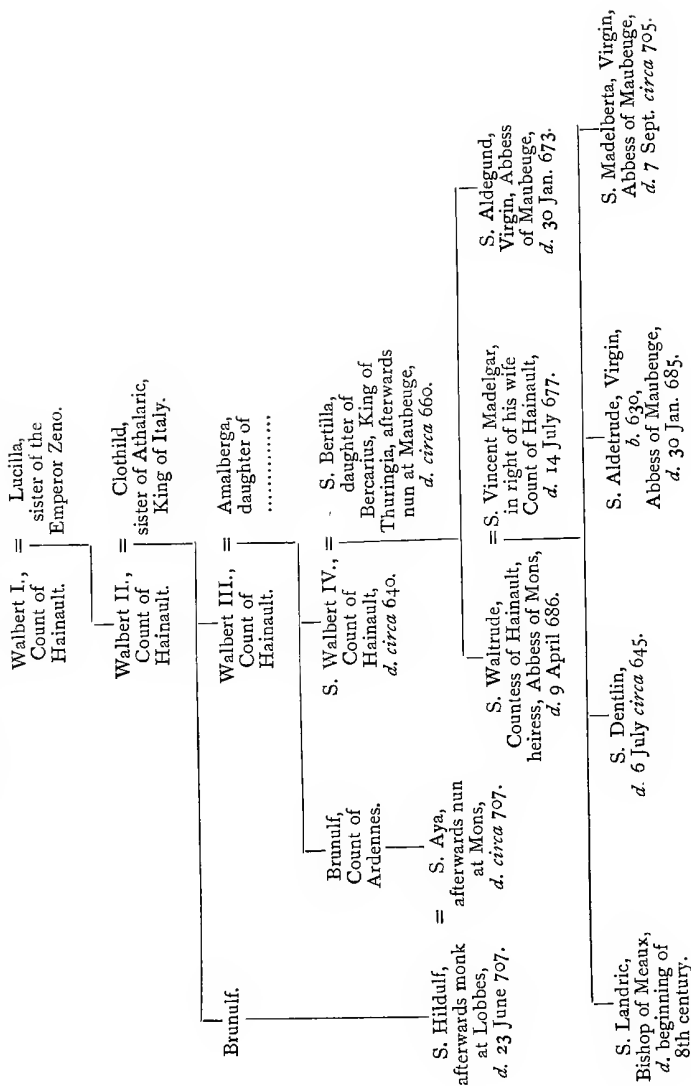 Walbert I.,
Count of
Hainault.
=
Lucilla,
sister of the
Emperor Zeno.
Walbert II.,
Count of
Hainault.
=
Clothild,
sister of Athalaric,
King of Italy.
Brunulf.
Walbert III.,
Count of
Hainault.
=
Amalberga,
daughter of
...............
Brunulf,
Count of
Ardennes.
S. Walbert IV.,
Count of
Hainault,
d. circa 640.
=
S. Bertilla,
daughter of
Bercarius, King of
Thuringia, afterwards
nun at Maubeuge,
d. circa 660.
S. Hildulf,
afterwards monk
at Lobbes,
d. 23 June 707.
=
S. Aya,
afterwards nun
at Mons,
d. circa 707.
S. Waltrude,
Countess of Hainault,
heiress, Abbess of Mons,
d. 9 April 686.
=
S. Vincent Madelgar,
in right of his wife
Count of Hainault,
d. 14 July 677.
S. Aldegund,
Virgin, Abbess
of Maubeuge,
d. 30 Jan. 673.
S. Landric,
Bishop of Meaux,
d. beginning of
8th century.
S. Dentlin,
d. 6 July circa 645.
S. Aldetrude, Virgin,
b. 630,
Abbess of Maubeuge,
d. 30 Jan. 685.
S. Madelberta, Virgin,
Abbess of Maubeuge,
d. 7 Sept. circa 705.